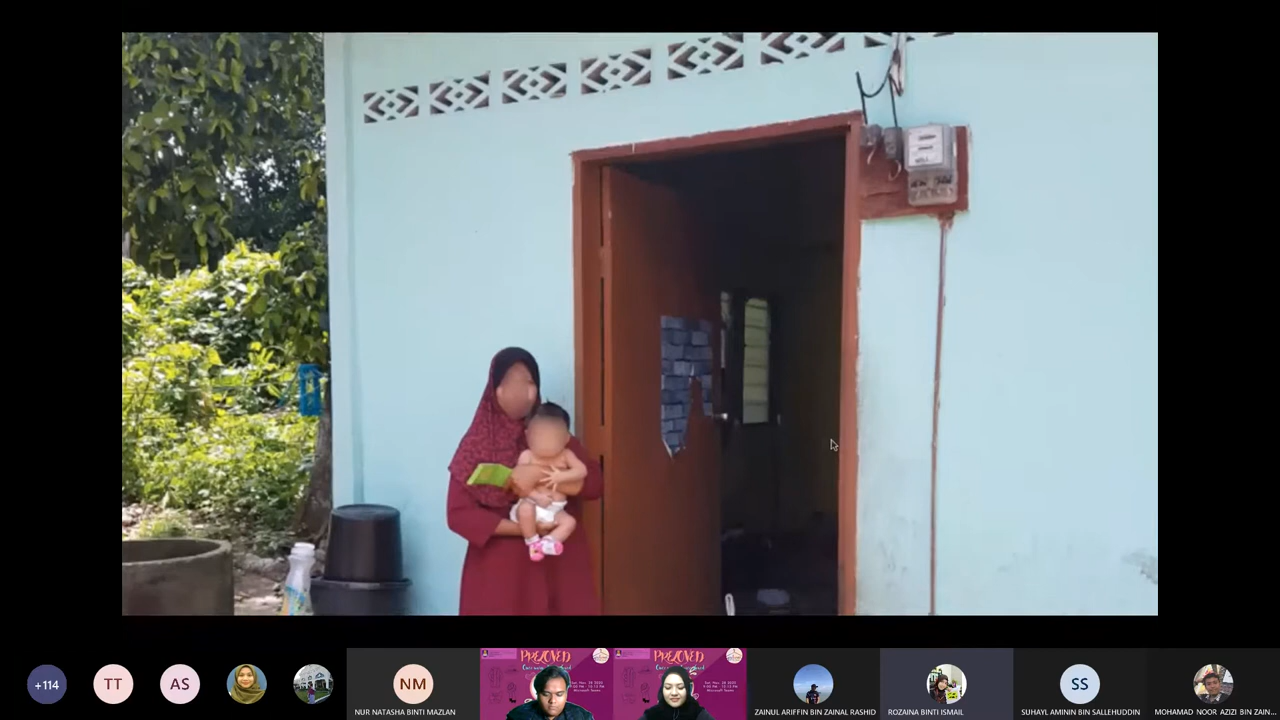 +114
TT
AS
NM
NUR NATASHA BINTI MAZLAN
PRELOVED
PRELOVED
ZAINUL ARIFFIN BIN ZAINAL RASHID
ROZAINA BINTI ISMAIL
SS
SUHAYL AMININ BIN SALLEHUDDIN
MOHAMAD NOOR AZIZI BIN ZAIN...